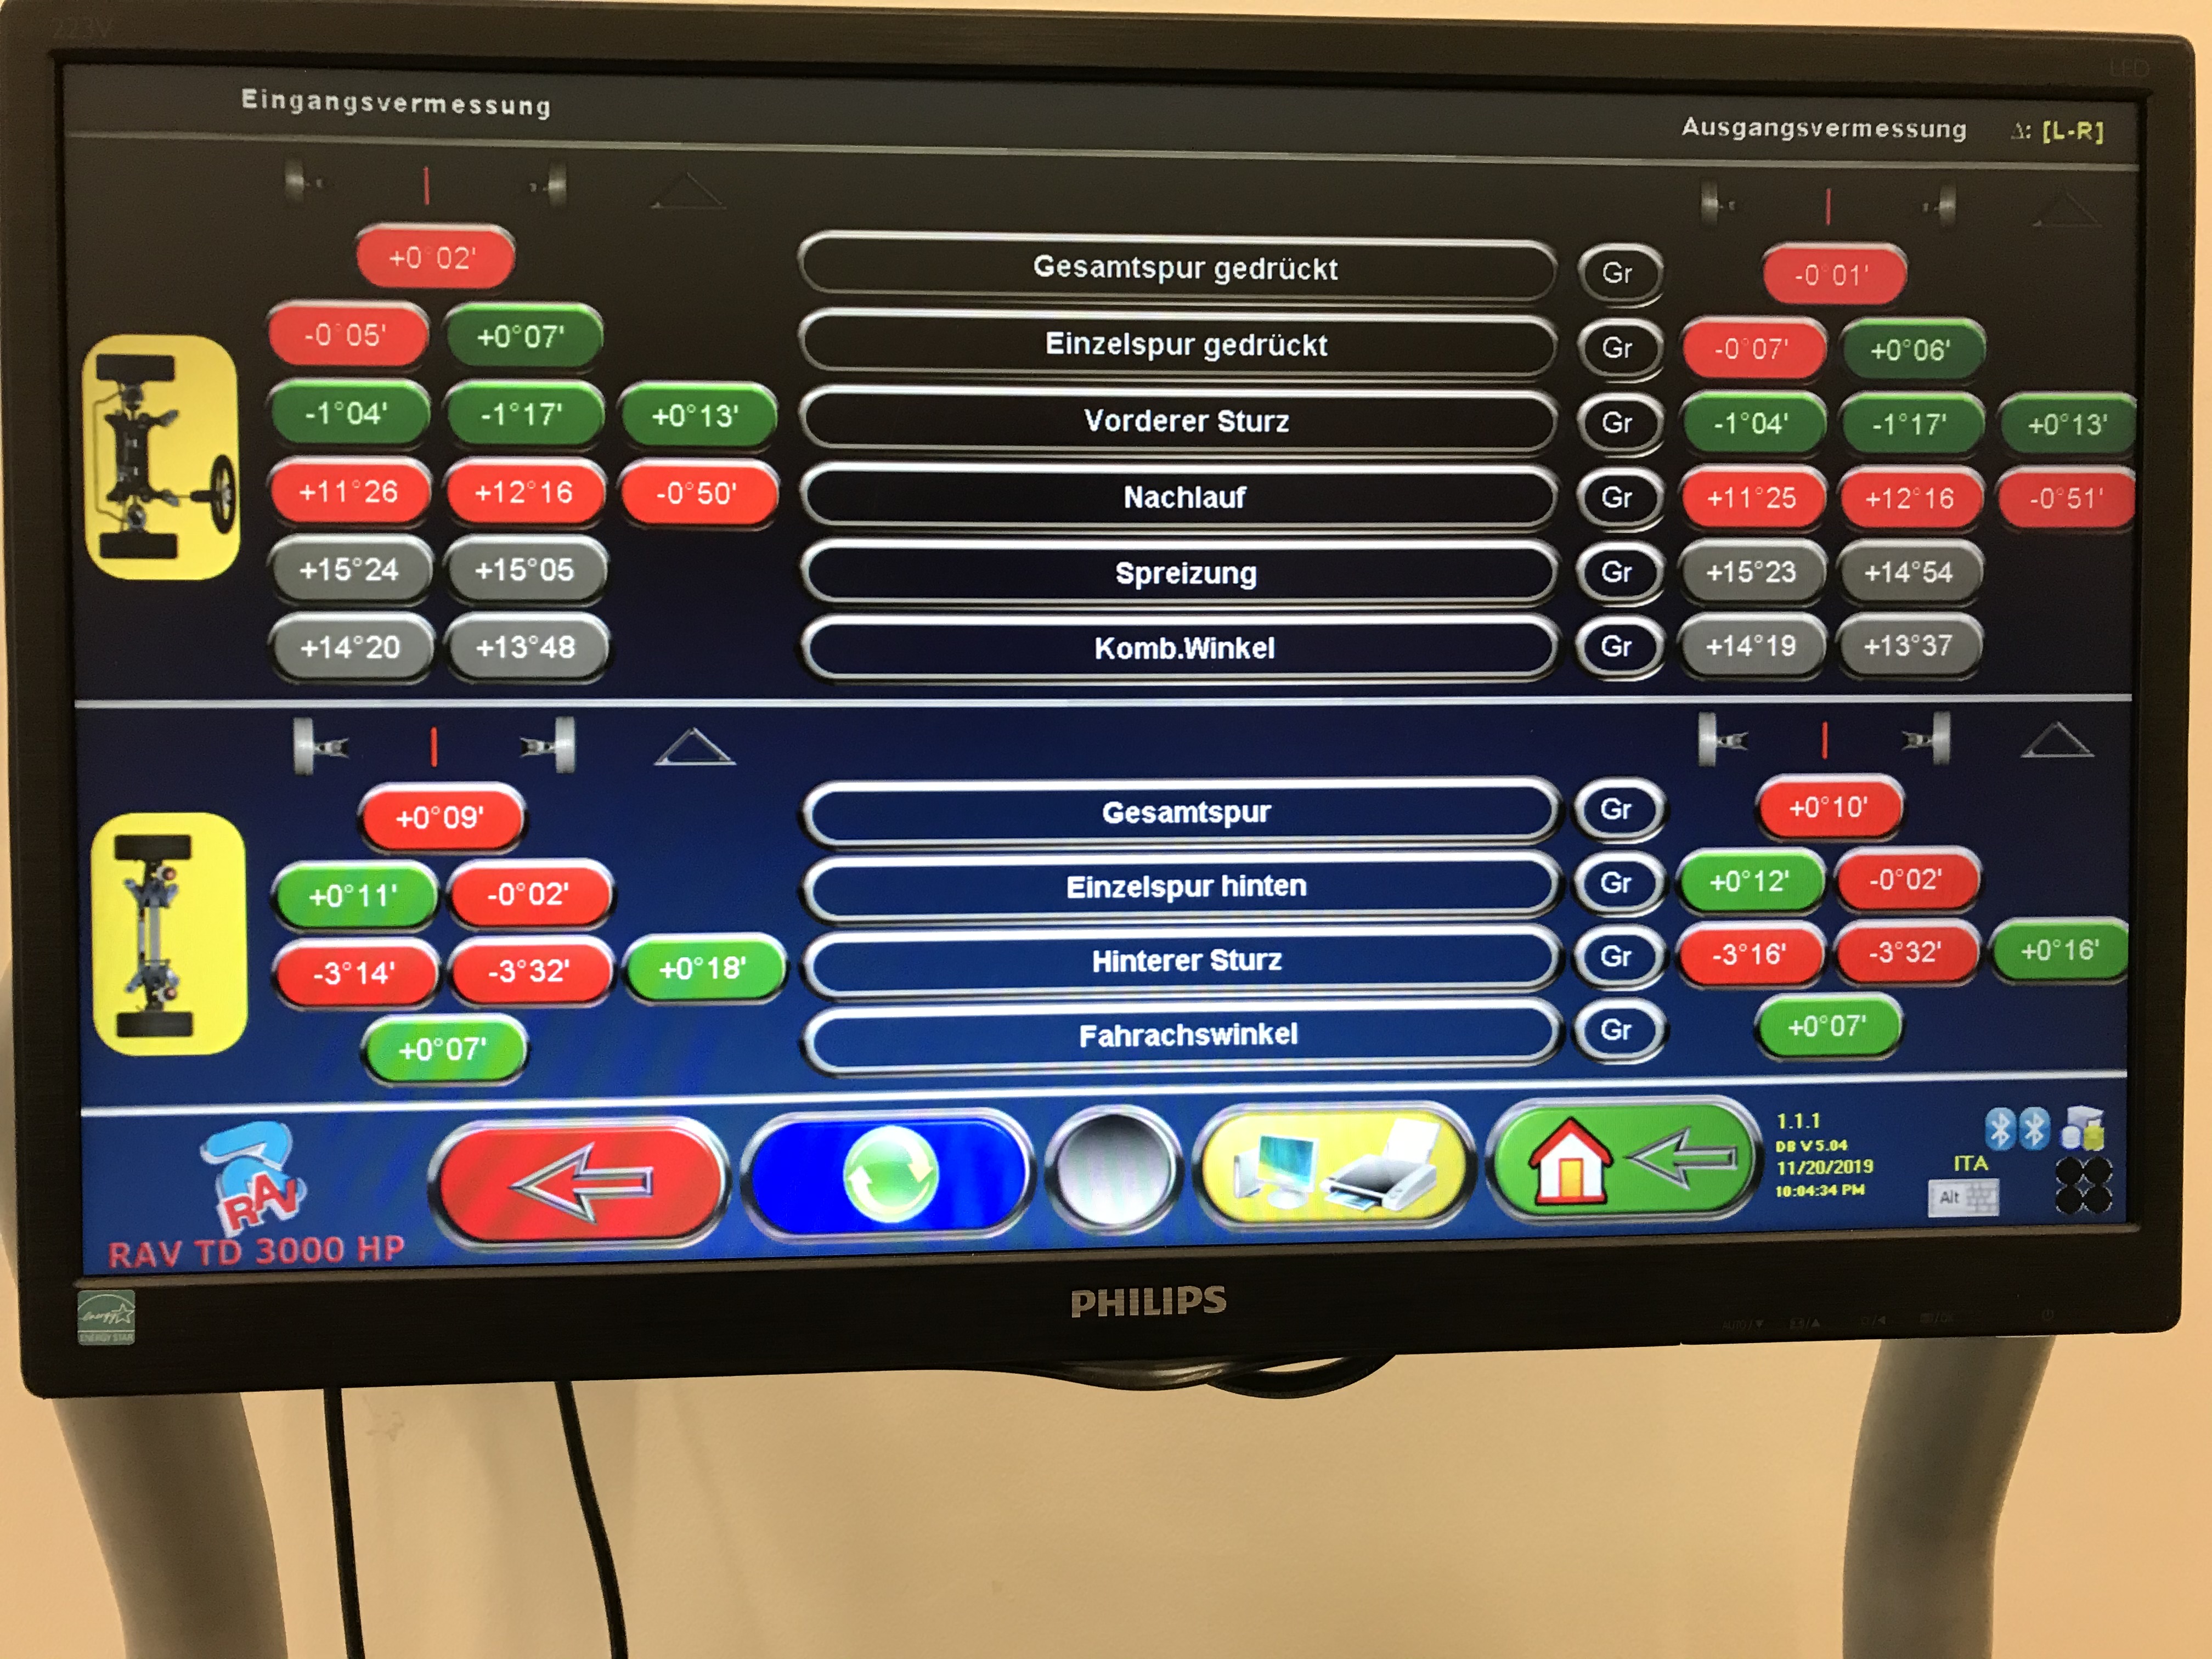 223V
LED
Eingangsvermessung
Ausgangsvermessung Δ: [L-R]
+0°02' Gesamtspur gedrückt Gr -0°01'
-0°05' +0°07' Einzelspur gedrückt Gr -0°07' +0°06'
-1°04' -1°17' +0°13' Vorderer Sturz Gr -1°04' -1°17' +0°13'
+11°26 +12°16 -0°50' Nachlauf Gr +11°25 +12°16 -0°51'
+15°24 +15°05 Spreizung Gr +15°23 +14°54
+14°20 +13°48 Komb.Winkel Gr +14°19 +13°37
+0°09' Gesamtspur Gr +0°10'
+0°11' -0°02' Einzelspur hinten Gr +0°12' -0°02'
-3°14' -3°32' +0°18' Hinterer Sturz Gr -3°16' -3°32' +0°16'
+0°07' Fahrachswinkel Gr +0°07'
RAV
RAV TD 3000 HP
1.1.1
DB V 5.04
11/20/2019
10:04:34 PM
ITA
Alt
energy
ENERGY STAR
PHILIPS